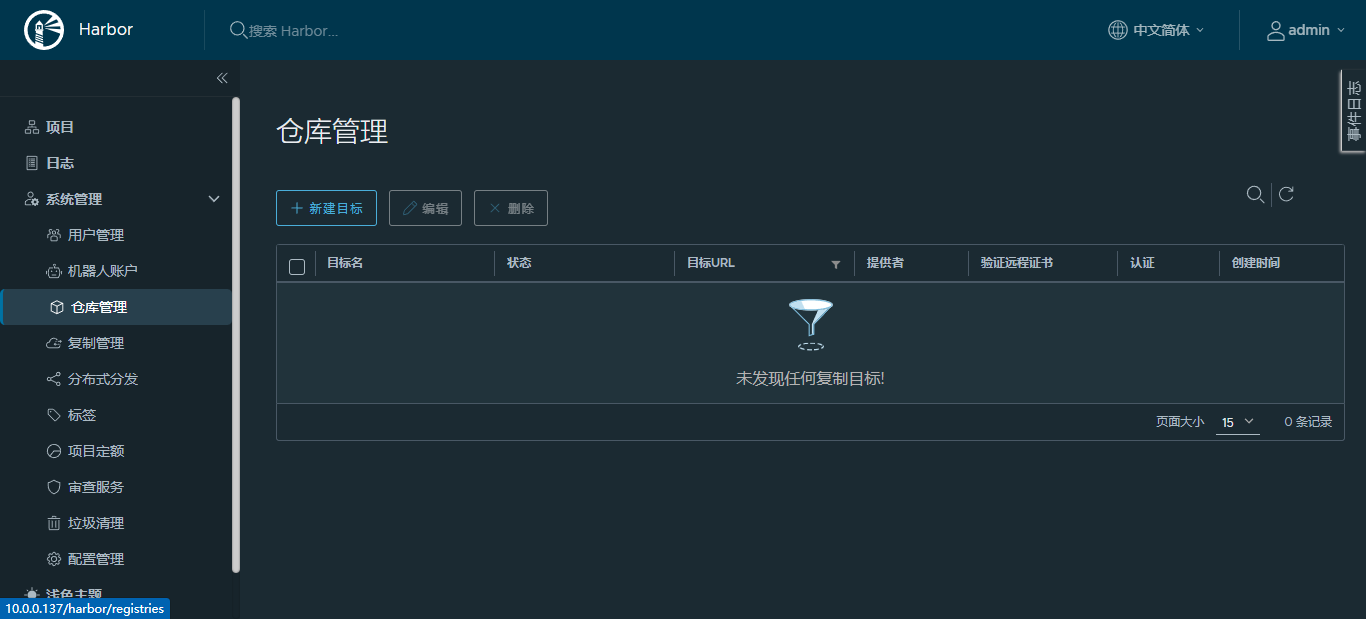 Harbor
搜索 Harbor...
中文简体
admin
事件日志
项目
日志
系统管理
用户管理
机器人账户
仓库管理
复制管理
分布式分发
标签
项目定额
审查服务
垃圾清理
配置管理
浅色主题
10.0.0.137/harbor/registries
仓库管理
新建目标 编辑 删除
目标名 状态 目标URL 提供者 验证远程证书 认证 创建时间
未发现任何复制目标!
页面大小 15 0 条记录